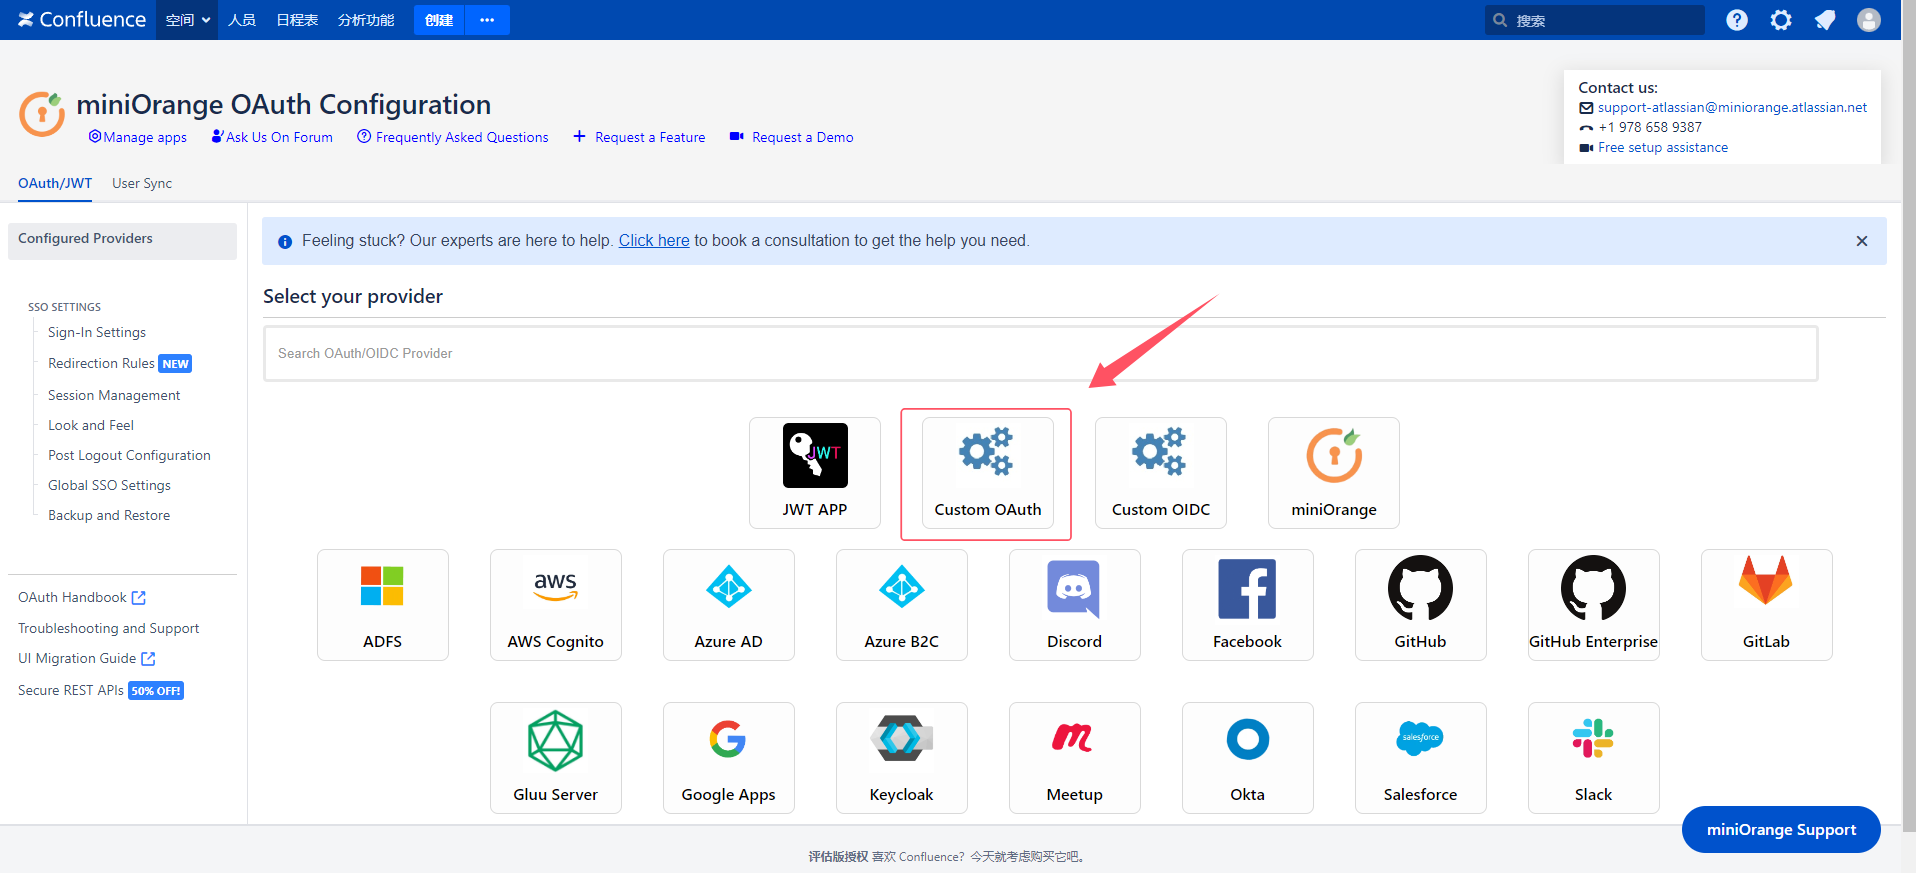 Confluence 空间 人员 日程表 分析功能 创建 ··· 搜索
miniOrange OAuth Configuration
Manage apps Ask Us On Forum Frequently Asked Questions Request a Feature Request a Demo
Contact us:
support-atlassian@miniorange.atlassian.net
+1 978 658 9387
Free setup assistance
OAuth/JWT User Sync
Configured Providers
SSO SETTINGS
Sign-In Settings
Redirection Rules NEW
Session Management
Look and Feel
Post Logout Configuration
Global SSO Settings
Backup and Restore
OAuth Handbook
Troubleshooting and Support
UI Migration Guide
Secure REST APIs 50% OFF!
Feeling stuck? Our experts are here to help. Click here to book a consultation to get the help you need.
Select your provider
Search OAuth/OIDC Provider
JWT
JWT APP Custom OAuth Custom OIDC miniOrange
aws
ADFS AWS Cognito Azure AD Azure B2C Discord Facebook GitHub GitHub Enterprise GitLab
salesforce
Gluu Server Google Apps Keycloak Meetup Okta Salesforce Slack
miniOrange Support
评估版授权 喜欢 Confluence？今天就考虑购买它吧。